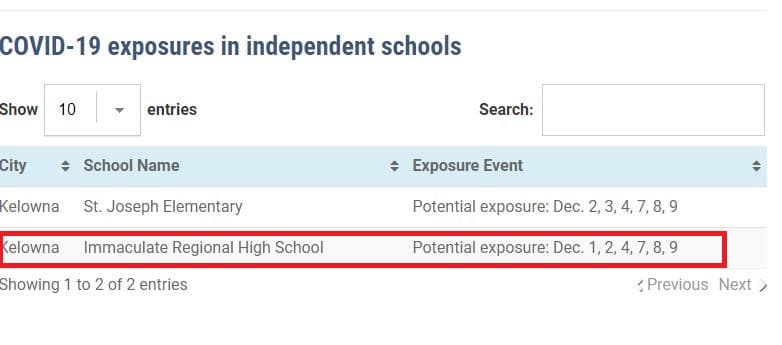 COVID-19 exposures in independent schools
Show 10 entries Search:
City School Name Exposure Event
Kelowna St. Joseph Elementary Potential exposure: Dec. 2, 3, 4, 7, 8, 9
Kelowna Immaculate Regional High School Potential exposure: Dec. 1, 2, 4, 7, 8, 9
Showing 1 to 2 of 2 entries Previous Next